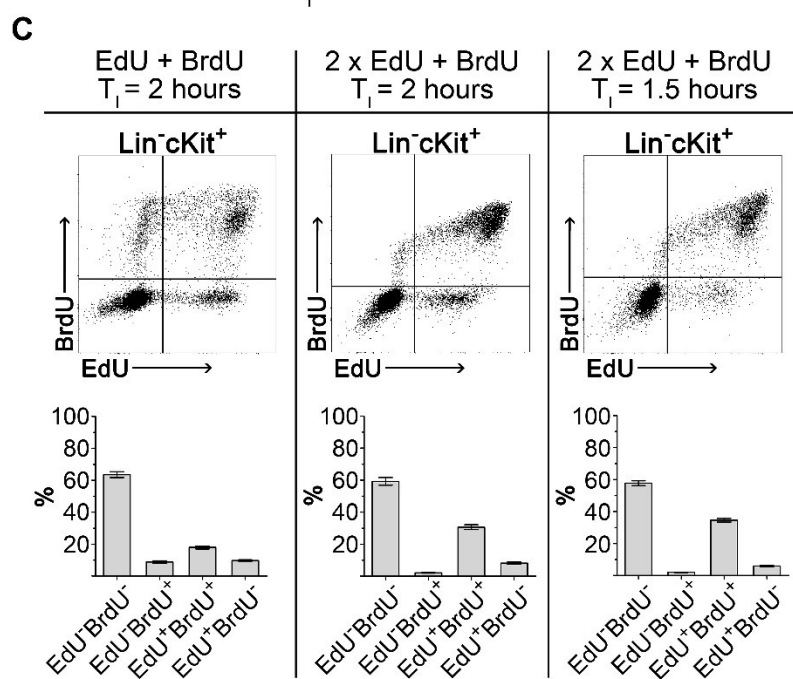 C
EdU + BrdU
T_I = 2 hours
2 x EdU + BrdU
T_I = 2 hours
2 x EdU + BrdU
T_I = 1.5 hours
Lin⁻cKit⁺
Lin⁻cKit⁺
Lin⁻cKit⁺
BrdU
EdU
BrdU
EdU
BrdU
EdU
%
100
80
60
40
20
EdU⁻BrdU⁻
EdU⁻BrdU⁺
EdU⁺BrdU⁺
EdU⁺BrdU⁻
%
100
80
60
40
20
EdU⁻BrdU⁻
EdU⁻BrdU⁺
EdU⁺BrdU⁺
EdU⁺BrdU⁻
%
100
80
60
40
20
EdU⁻BrdU⁻
EdU⁻BrdU⁺
EdU⁺BrdU⁺
EdU⁺BrdU⁻